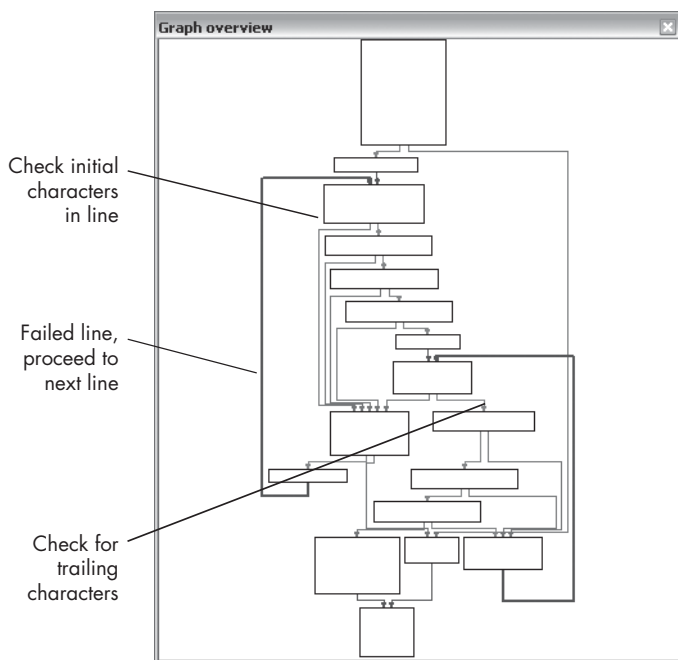 Graph overview
Check initial
characters
in line
Failed line,
proceed to
next line
Check for
trailing
characters